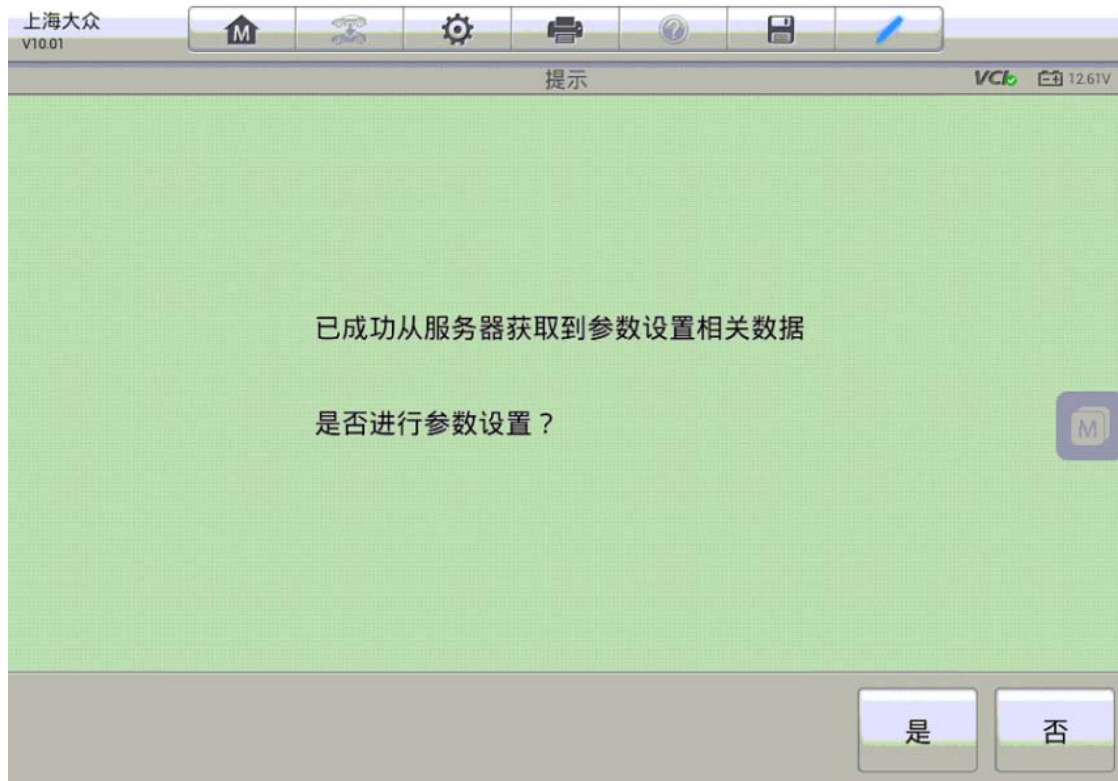 上海大众
V10.01
M
提示
VCI
12.61V
已成功从服务器获取到参数设置相关数据
是否进行参数设置？
M
是
否